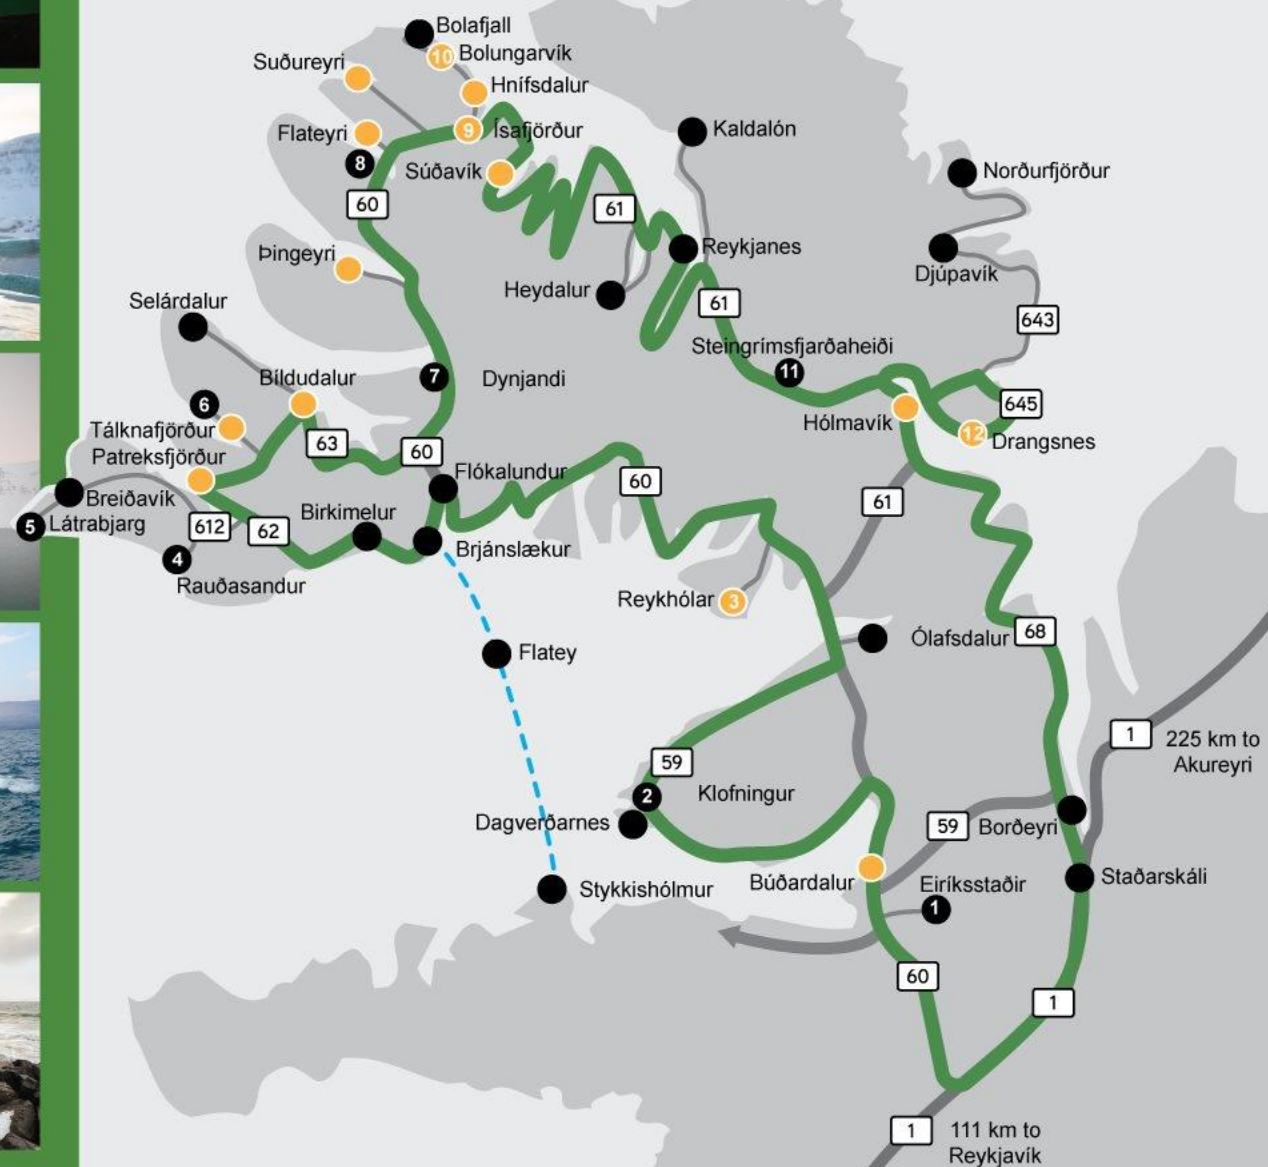 Bolafjall
10 Bolungarvík
Suðureyri
Hnífsdalur
Flateyri
9 Ísafjörður
Kaldalón
8
Súðavík
Norðurfjörður
60
61
Þingeyri
Reykjanes
Djúpavík
Heydalur
Selárdalur
61
643
Steingrímsfjarðaheiði
11
Bíldudalur
7 Dynjandi
6
645
Tálknafjörður
Hólmavík
12 Drangsnes
Patreksfjörður
63
60
Flókalundur
60
Breiðavík
61
5 Látrabjarg
612
62
Birkimelur
4
Brjánslækur
Rauðasandur
Reykhólar 3
Ólafsdalur
68
Flatey
1
225 km to
Akureyri
59
2 Klofningur
Dagverðarnes
59
Borðeyri
Stykkishólmur
Búðardalur
Eiríksstaðir
Staðarskáli
1
60
1
1
111 km to
Reykjavík